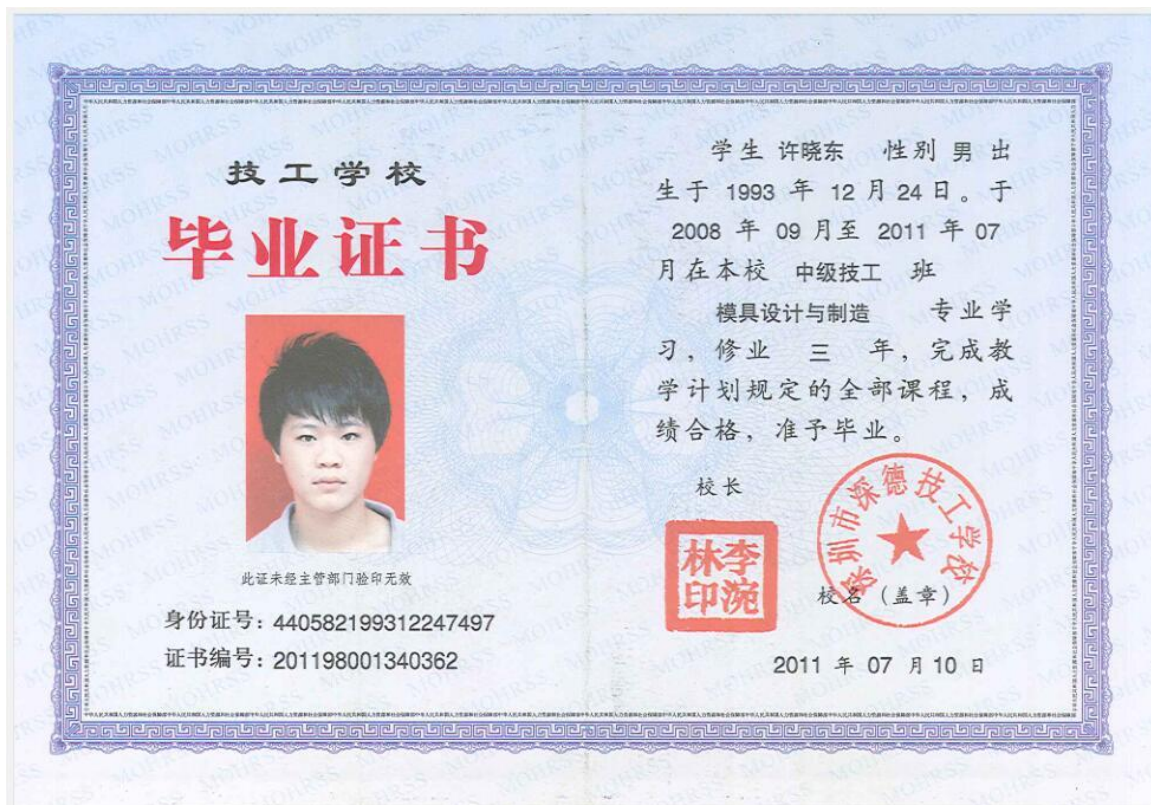 技工学校
毕业证书
此证未经主管部门验印无效
身份证号：440582199312247497
证书编号：201198001340362
学生 许晓东 性别 男 出
生于 1993 年 12 月 24 日。于
2008 年 09 月至 2011 年 07
月在本校 中级技工 班
模具设计与制造 专业学
习，修业 三 年，完成教
学计划规定的全部课程，成
绩合格，准予毕业。
校长
李涴林印
深圳市深德技工学校
校名（盖章）
2011 年 07 月 10 日
MOHRSS